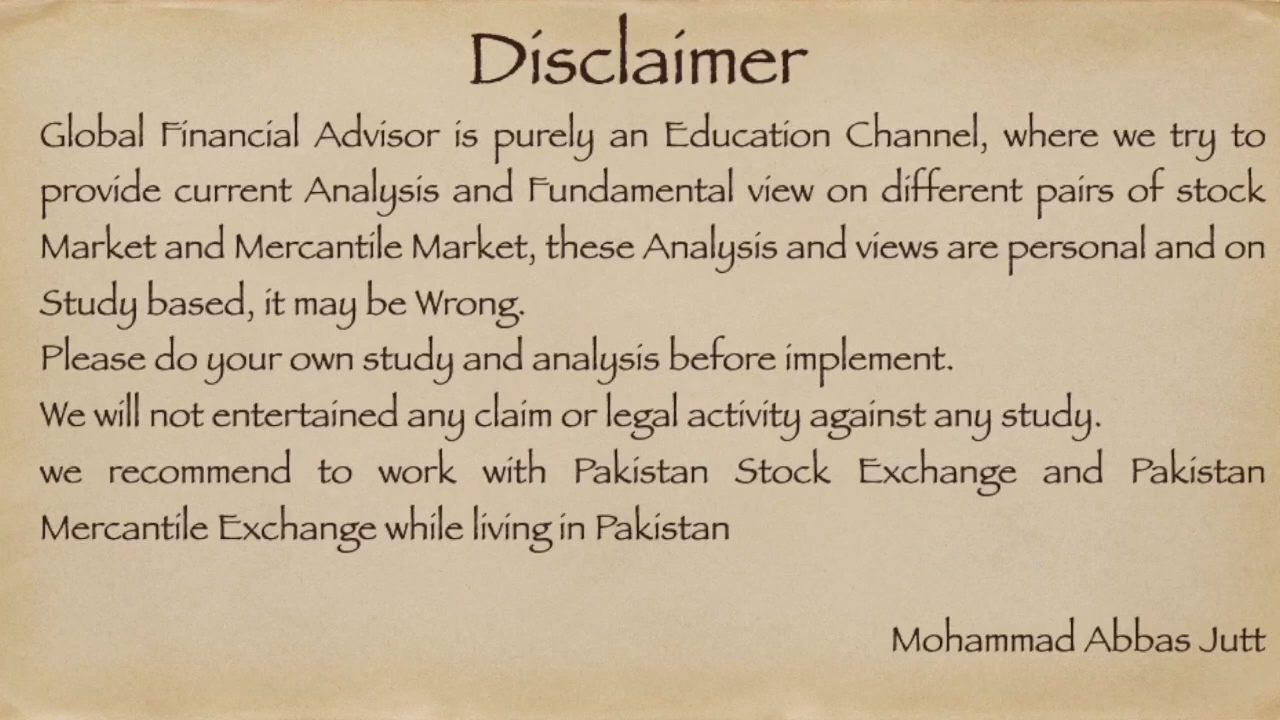 Disclaimer
Global Financial Advisor is purely an Education Channel, where we try to
provide current Analysis and Fundamental view on different pairs of stock
Market and Mercantile Market, these Analysis and views are personal and on
Study based, it may be Wrong.
Please do your own study and analysis before implement.
We will not entertained any claim or legal activity against any study.
we recommend to work with Pakistan Stock Exchange and Pakistan
Mercantile Exchange while living in Pakistan
Mohammad Abbas Jutt